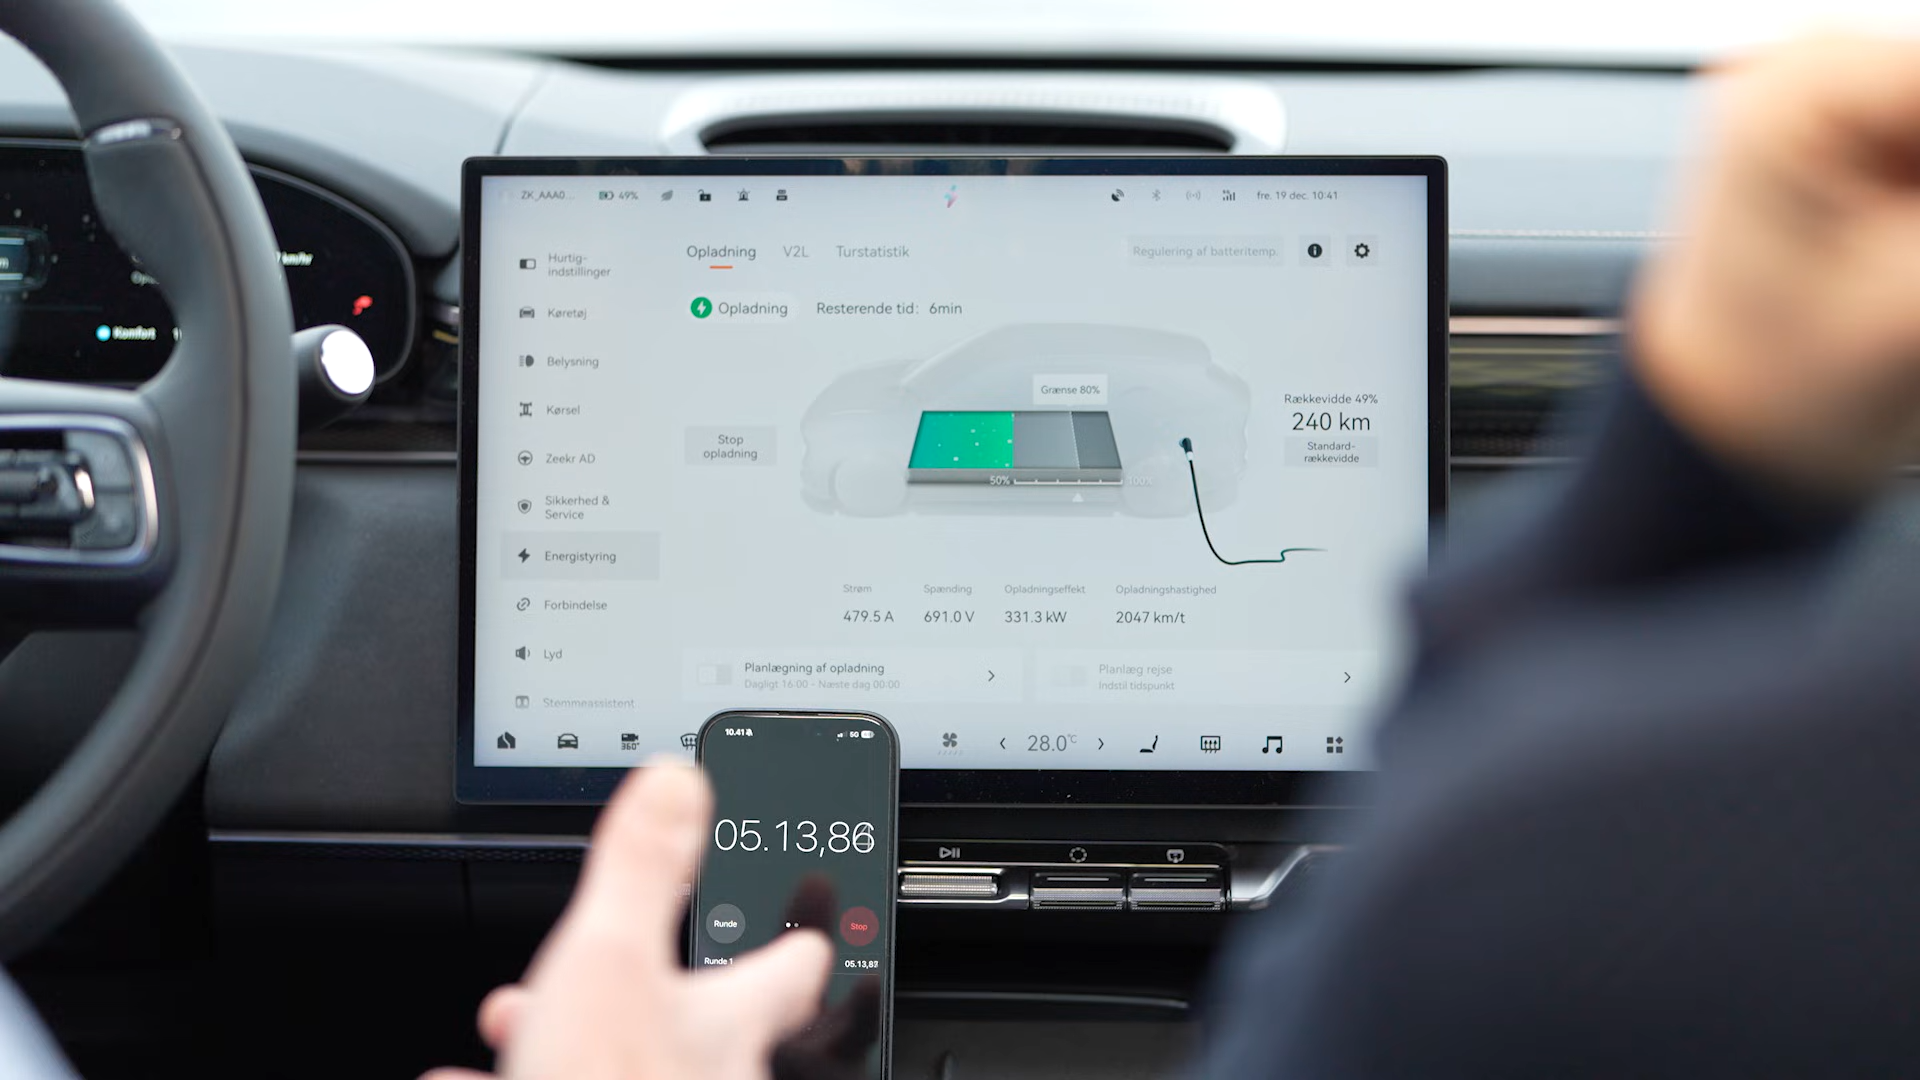 ZK_AAA0...
49%
fre. 19 dec. 10:41
Hurtig-
indstillinger
Køretøj
Belysning
Kørsel
Zeekr AD
Sikkerhed &
Service
Energistyring
Forbindelse
Lyd
Stemmeassistent
Opladning
V2L
Turstatistik
Regulering af batteritemp.
Opladning
Resterende tid: 6min
Grænse 80%
Stop
opladning
50%
100%
Rækkevidde 49%
240 km
Standard-
rækkevidde
Strøm
479.5 A
Spænding
691.0 V
Opladningseffekt
331.3 kW
Opladningshastighed
2047 km/t
Planlægning af opladning
Dagligt 16:00 - Næste dag 00:00
Planlæg rejse
Indstil tidspunkt
360°
28.0°C
km/hr
Komfort
10.41
5G
05.13,86
Runde
Stop
Runde 1